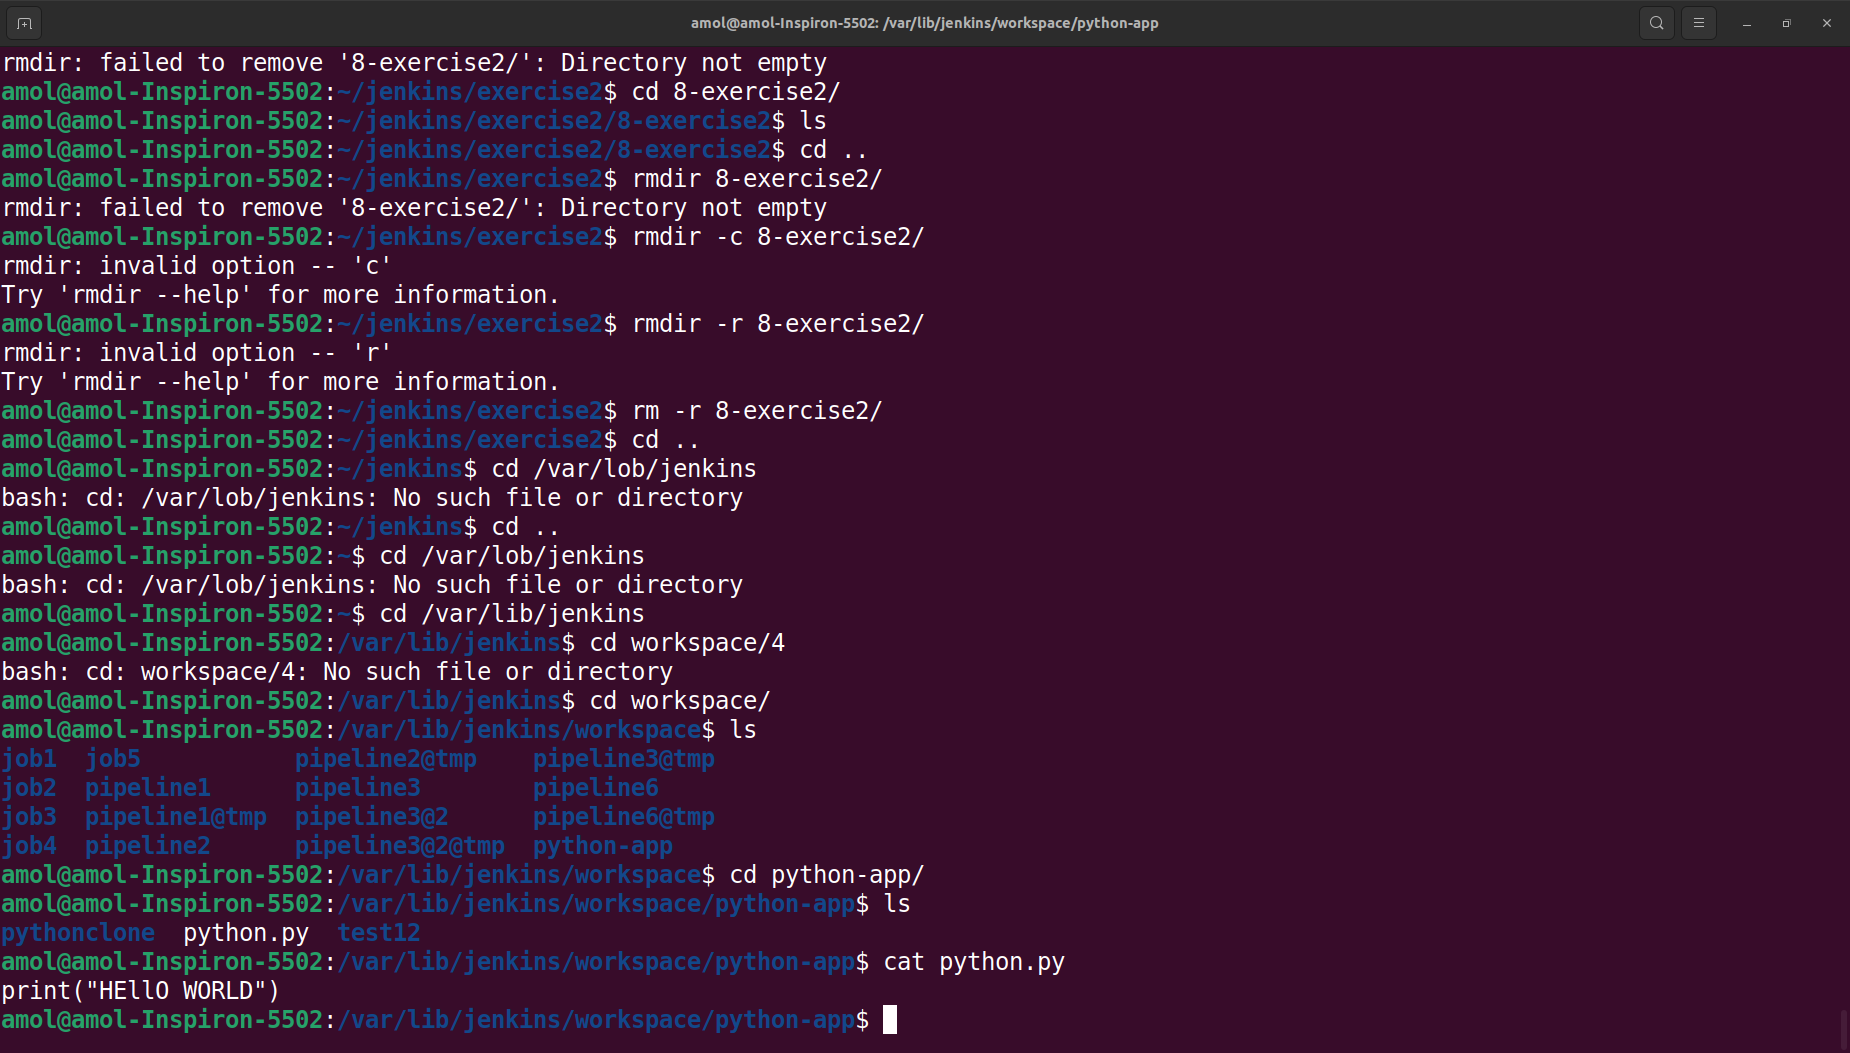 amol@amol-Inspiron-5502: /var/lib/jenkins/workspace/python-app
rmdir: failed to remove '8-exercise2/': Directory not empty
amol@amol-Inspiron-5502:~/jenkins/exercise2$ cd 8-exercise2/
amol@amol-Inspiron-5502:~/jenkins/exercise2/8-exercise2$ ls
amol@amol-Inspiron-5502:~/jenkins/exercise2/8-exercise2$ cd ..
amol@amol-Inspiron-5502:~/jenkins/exercise2$ rmdir 8-exercise2/
rmdir: failed to remove '8-exercise2/': Directory not empty
amol@amol-Inspiron-5502:~/jenkins/exercise2$ rmdir -c 8-exercise2/
rmdir: invalid option -- 'c'
Try 'rmdir --help' for more information.
amol@amol-Inspiron-5502:~/jenkins/exercise2$ rmdir -r 8-exercise2/
rmdir: invalid option -- 'r'
Try 'rmdir --help' for more information.
amol@amol-Inspiron-5502:~/jenkins/exercise2$ rm -r 8-exercise2/
amol@amol-Inspiron-5502:~/jenkins/exercise2$ cd ..
amol@amol-Inspiron-5502:~/jenkins$ cd /var/lob/jenkins
bash: cd: /var/lob/jenkins: No such file or directory
amol@amol-Inspiron-5502:~/jenkins$ cd ..
amol@amol-Inspiron-5502:~$ cd /var/lob/jenkins
bash: cd: /var/lob/jenkins: No such file or directory
amol@amol-Inspiron-5502:~$ cd /var/lib/jenkins
amol@amol-Inspiron-5502:/var/lib/jenkins$ cd workspace/4
bash: cd: workspace/4: No such file or directory
amol@amol-Inspiron-5502:/var/lib/jenkins$ cd workspace/
amol@amol-Inspiron-5502:/var/lib/jenkins/workspace$ ls
job1  job5           pipeline2@tmp    pipeline3@tmp
job2  pipeline1      pipeline3        pipeline6
job3  pipeline1@tmp  pipeline3@2      pipeline6@tmp
job4  pipeline2      pipeline3@2@tmp  python-app
amol@amol-Inspiron-5502:/var/lib/jenkins/workspace$ cd python-app/
amol@amol-Inspiron-5502:/var/lib/jenkins/workspace/python-app$ ls
pythonclone  python.py  test12
amol@amol-Inspiron-5502:/var/lib/jenkins/workspace/python-app$ cat python.py
print("HEllO WORLD")
amol@amol-Inspiron-5502:/var/lib/jenkins/workspace/python-app$